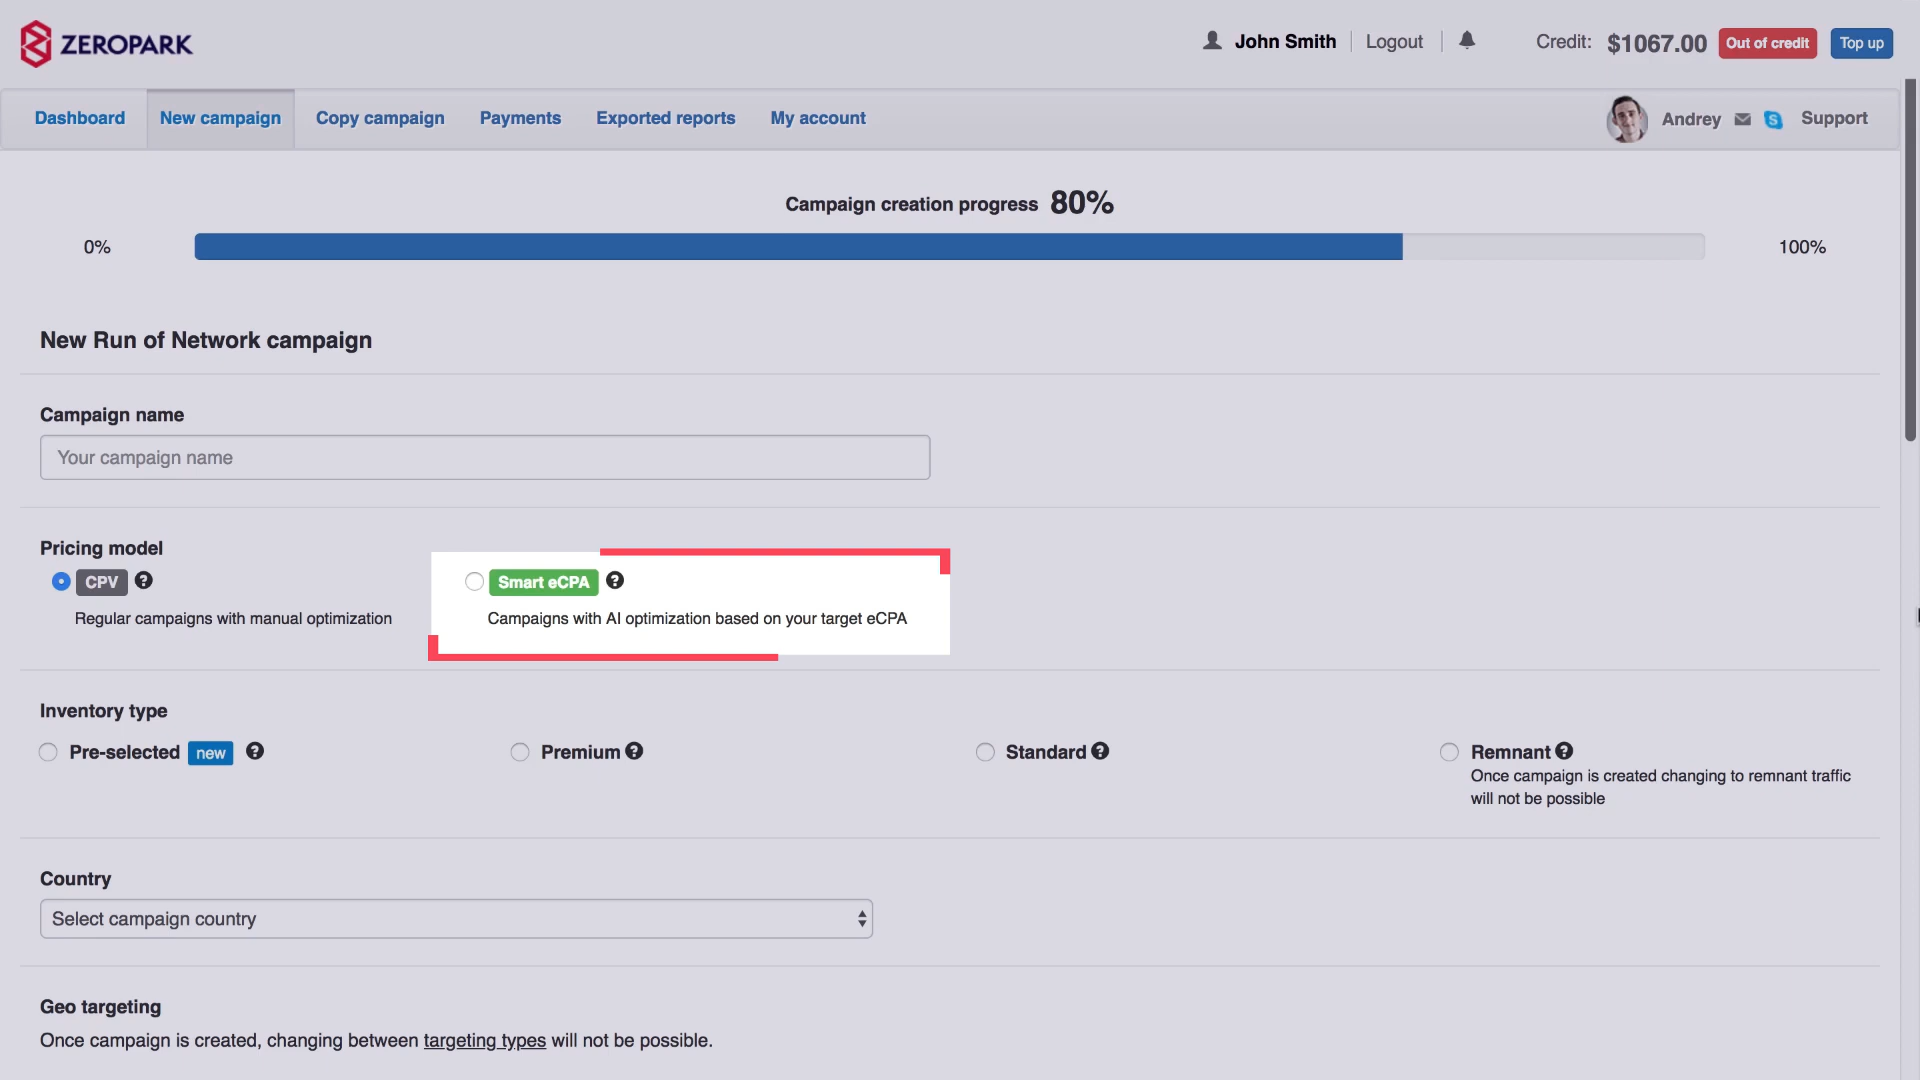 ZEROPARK
John Smith Logout Credit: $1067.00 Out of credit Top up
Dashboard New campaign Copy campaign Payments Exported reports My account Andrey Support
Campaign creation progress 80%
0% 100%
New Run of Network campaign
Campaign name
Your campaign name
Pricing model
CPV ? Smart eCPA ?
Regular campaigns with manual optimization Campaigns with AI optimization based on your target eCPA
Inventory type
Pre-selected new ? Premium ? Standard ? Remnant ?
Once campaign is created changing to remnant traffic
will not be possible
Country
Select campaign country
Geo targeting
Once campaign is created, changing between targeting types will not be possible.